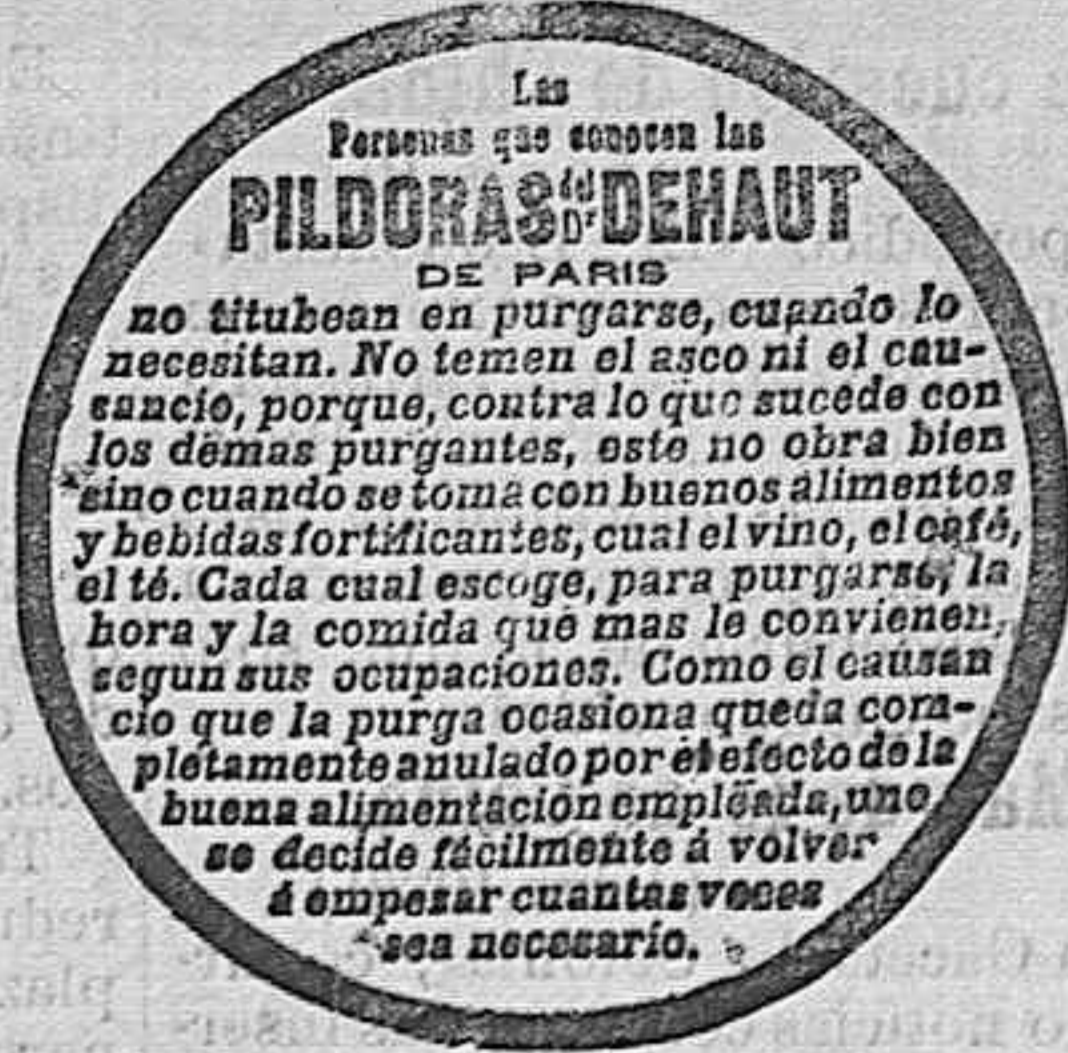 Las
Personas que conocen las
PILDORAS del Dr DEHAUT
DE PARIS
no titubean en purgarse, cuando lo
necesitan. No temen el asco ni el cau-
sancio, porque, contra lo que sucede con
los demas purgantes, este no obra bien
sino cuando se toma con buenos alimentos
y bebidas fortificantes, cual el vino, el café,
el té. Cada cual escoge, para purgarse, la
hora y la comida que mas le convienen,
segun sus ocupaciones. Como el causan
cio que la purga ocasiona queda com-
pletamente anulado por el efecto de la
buena alimentación empleada, uno
se decide fácilmente á volver
á empezar cuantas veces
sea necesario.